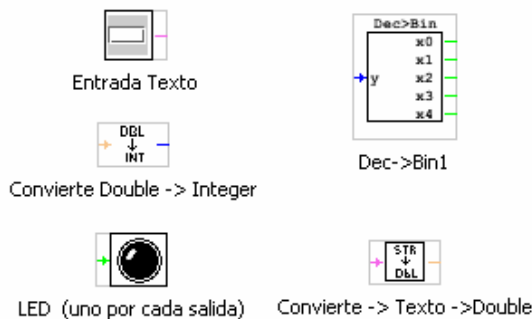 Entrada Texto
Dec>Bin
x0
x1
y x2
x3
x4
Dec->Bin1
DBL
INT
Convierte Double -> Integer
LED (uno por cada salida)
STR
DBL
Convierte -> Texto ->Double